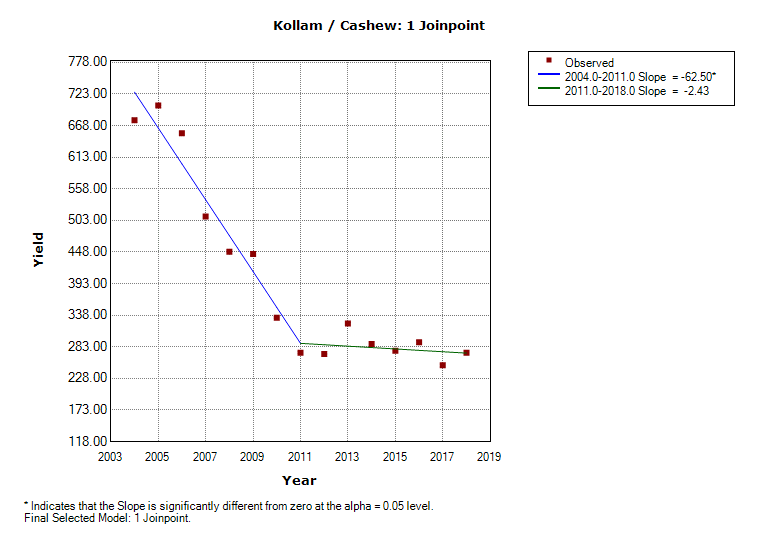 Kollam / Cashew: 1 Joinpoint
Observed
2004.0-2011.0 Slope = -62.50*
2011.0-2018.0 Slope = -2.43
778.00
723.00
668.00
613.00
558.00
503.00
448.00
393.00
338.00
283.00
228.00
173.00
118.00
Yield
2003 2005 2007 2009 2011 2013 2015 2017 2019
Year
* Indicates that the Slope is significantly different from zero at the alpha = 0.05 level.
Final Selected Model: 1 Joinpoint.